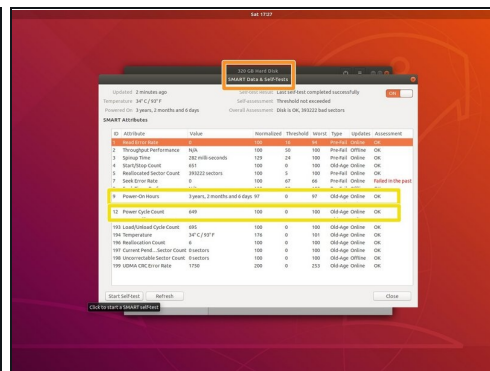 Sat 17:27
320 GB Hard Disk
SMART Data & Self-Tests
Updated 2 minutes ago
Self-test Result Last self-test completed successfully
ON
Temperature 34° C / 93° F
Self-assessment Threshold not exceeded
Powered On 3 years, 2 months and 6 days
Overall Assessment Disk is OK, 393222 bad sectors
SMART Attributes
ID Attribute Value Normalized Threshold Worst Type Updates Assessment
1 Read Error Rate 0 100 Pre-Fail Online OK
2 Throughput Performance N/A 100 50 100 Pre-Fail Offline OK
3 Spinup Time 282 milli-seconds 129 24 100 Pre-Fail Online OK
4 Start/Stop Count 651 100 0 100 Old-Age Online OK
5 Reallocated Sector Count 393222 sectors 100 5 100 Pre-Fail Online OK
7 Seek Error Rate 0 100 67 66 Pre-Fail Online Failed in the past
9 Power-On Hours 3 years, 2 months and 6 days 97 0 97 Old-Age Online OK
12 Power Cycle Count 649 100 0 100 Old-Age Online OK
193 Load/Unload Cycle Count 695 100 0 100 Old-Age Online OK
194 Temperature 34° C / 93° F 176 0 101 Old-Age Online OK
196 Reallocation Count 6 100 0 100 Old-Age Online OK
197 Current Pend…Sector Count 0 sectors 100 0 100 Old-Age Online OK
198 Uncorrectable Sector Count 0 sectors 100 0 100 Old-Age Offline OK
199 UDMA CRC Error Rate 1750 200 0 253 Old-Age Online OK
Start Self-test
Refresh
Close
Click to start a SMART self-test